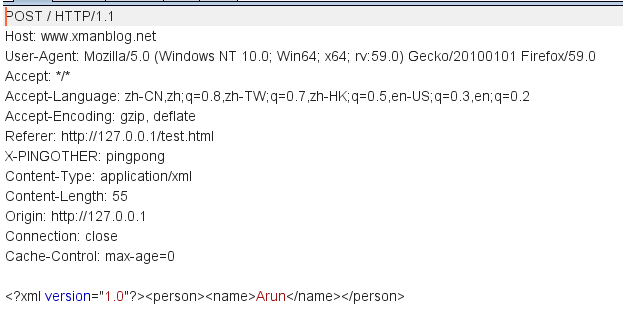 POST / HTTP/1.1
Host: www.xmanblog.net
User-Agent: Mozilla/5.0 (Windows NT 10.0; Win64; x64; rv:59.0) Gecko/20100101 Firefox/59.0
Accept: */*
Accept-Language: zh-CN,zh;q=0.8,zh-TW;q=0.7,zh-HK;q=0.5,en-US;q=0.3,en;q=0.2
Accept-Encoding: gzip, deflate
Referer: http://127.0.0.1/test.html
X-PINGOTHER: pingpong
Content-Type: application/xml
Content-Length: 55
Origin: http://127.0.0.1
Connection: close
Cache-Control: max-age=0

<?xml version="1.0"?><person><name>Arun</name></person>